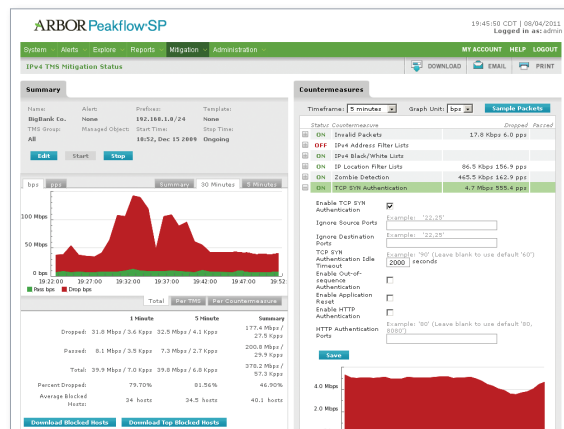 ARBOR Peakflow SP
19:45:50 CDT | 08/04/2011
Logged in as: admin
System Alerts Explore Reports Mitigation Administration MY ACCOUNT HELP LOGOUT
IPv4 TMS Mitigation Status DOWNLOAD EMAIL PRINT
Summary
Name: Alert: Prefixes: Template:
BigBank Co. None 192.168.1.0/24 None
TMS Group: Managed Object: Start Time: Stop Time:
All 18:52, Dec 15 2009 Ongoing
Edit Start Stop
bps pps Summary 30 Minutes 5 Minutes
100 Mbps
50 Mbps
0 bps
19:22:00 19:27:00 19:32:00 19:37:00 19:42:00 19:47:00 19:52
Pass bps Drop bps
Total Per TMS Per Countermeasure
1 Minute 5 Minute Summary
Dropped: 31.8 Mbps / 3.6 Kpps 32.5 Mbps / 4.1 Kpps 177.4 Mbps / 27.5 Kpps
Passed: 8.1 Mbps / 3.5 Kpps 7.3 Mbps / 2.7 Kpps 200.8 Mbps / 29.9 Kpps
Total: 39.9 Mbps / 7.0 Kpps 39.8 Mbps / 6.8 Kpps 378.2 Mbps / 57.3 Kpps
Percent Dropped: 79.70% 81.56% 46.90%
Average Blocked Hosts: 34 hosts 34.5 hosts 40.1 hosts
Download Blocked Hosts Download Top Blocked Hosts
Countermeasures
Timeframe: 5 minutes Graph Unit: bps Sample Packets
Status Countermeasure Dropped Passed
ON Invalid Packets 17.8 Kbps 6.0 pps
OFF IPv4 Address Filter Lists
ON IPv4 Black/White Lists
ON IP Location Filter Lists 86.5 Kbps 156.9 pps
ON Zombie Detection 465.5 Kbps 162.9 pps
ON TCP SYN Authentication 4.7 Mbps 555.4 pps
Enable TCP SYN Authentication
Ignore Source Ports Example: '22,25'
Ignore Destination Ports Example: '22,25'
TCP SYN Authentication Idle Timeout Example: '90' (Leave blank to use default '60')
2000 seconds
Enable Out-of-sequence Authentication
Enable Application Reset
Enable HTTP Authentication
HTTP Authentication Ports Example: '80' (Leave blank to use default '80, 8080')
Save
4.0 Mbps
2.0 Mbps